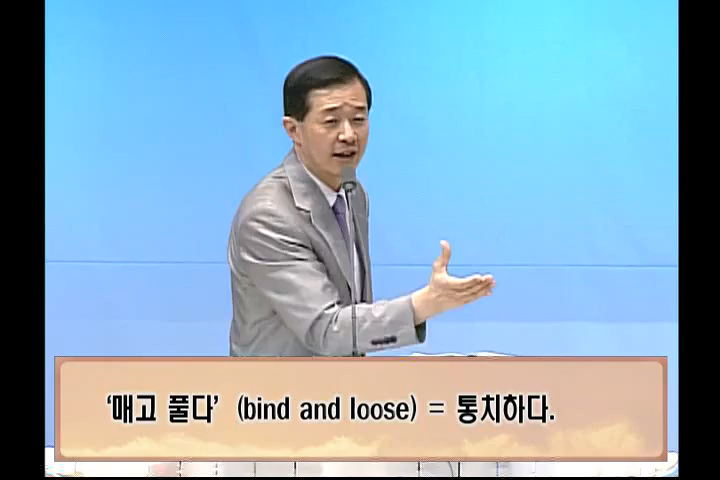 ‘매고 풀다’ (bind and loose) = 통치하다.